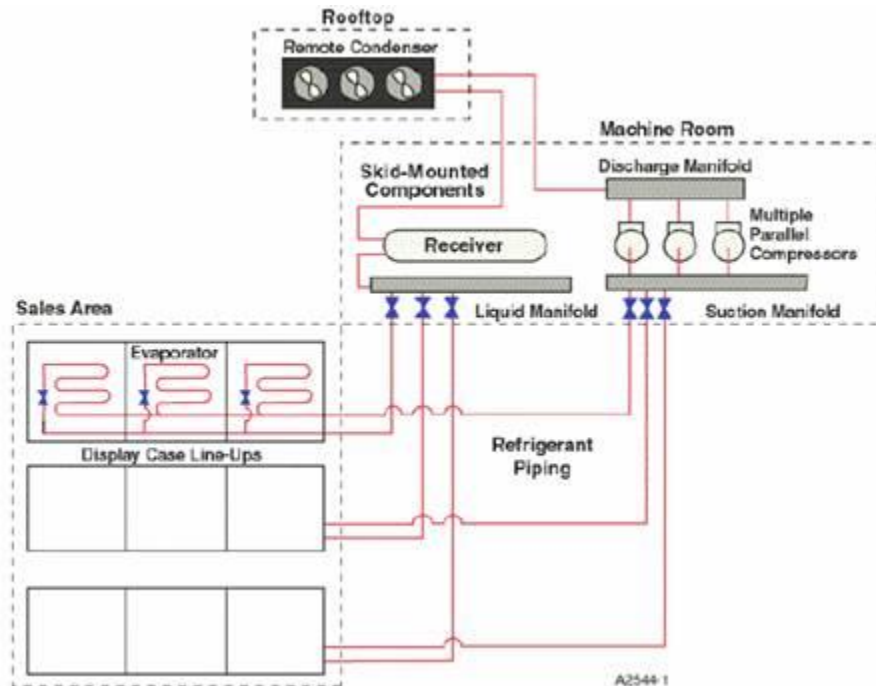 Rooftop
Remote Condenser
Machine Room
Skid-Mounted
Components
Discharge Manifold
Multiple
Parallel
Compressors
Receiver
Liquid Manifold
Suction Manifold
Sales Area
Evaporator
Display Case Line-Ups
Refrigerant
Piping
A2544-1